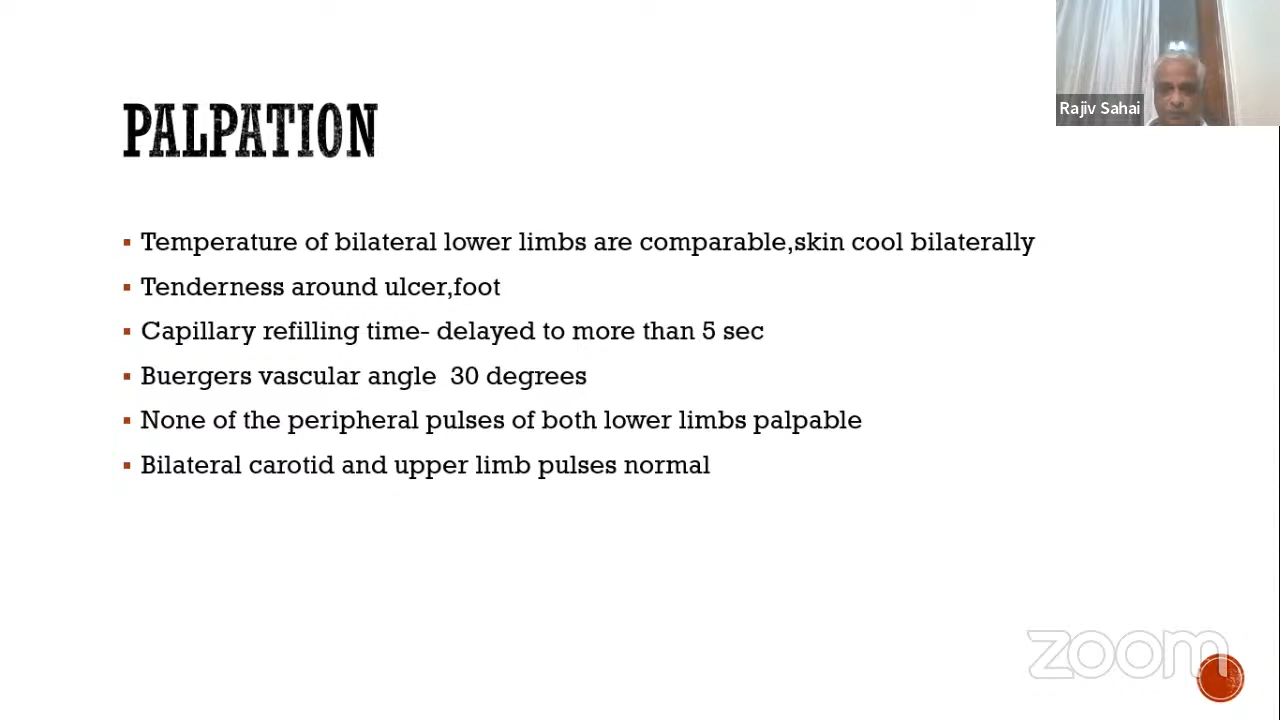 Rajiv Sahai
PALPATION
Temperature of bilateral lower limbs are comparable,skin cool bilaterally
Tenderness around ulcer,foot
Capillary refilling time- delayed to more than 5 sec
Buergers vascular angle  30 degrees
None of the peripheral pulses of both lower limbs palpable
Bilateral carotid and upper limb pulses normal
zoom